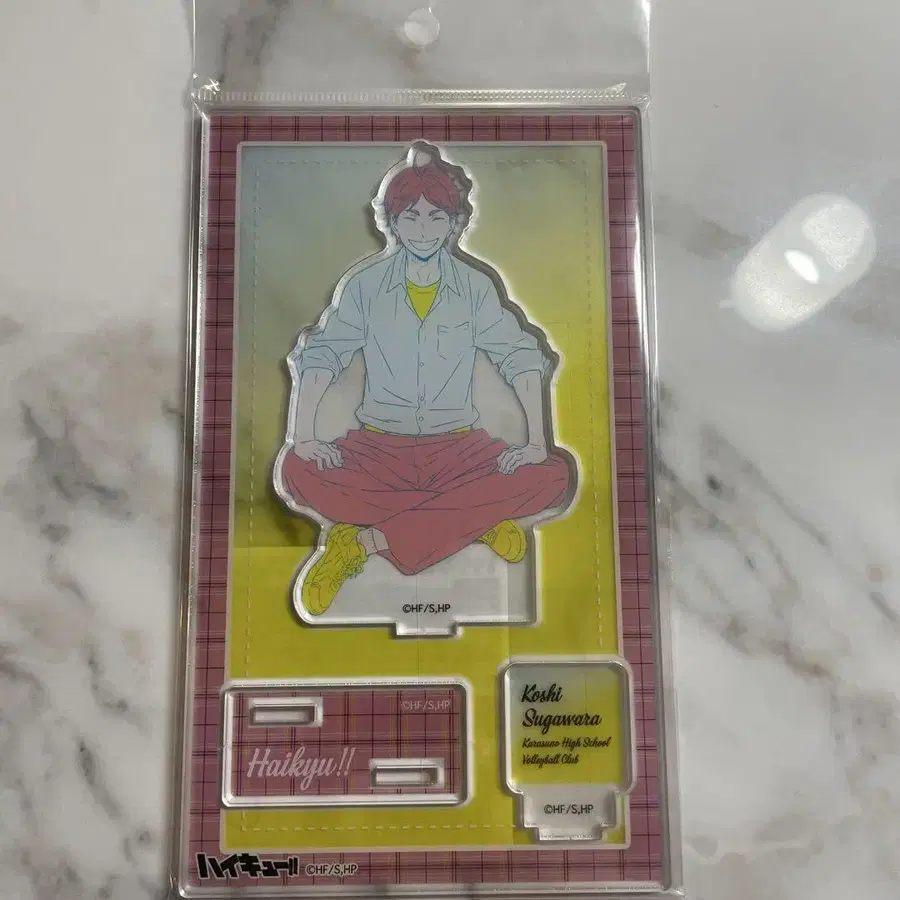 ©HF/S,HP
©HF/S,HP
Haikyu!!
Koshi
Sugawara
Karasuno High School
Volleyball Club
©HF/S,HP
ハイキュー!! ©HF/S,HP